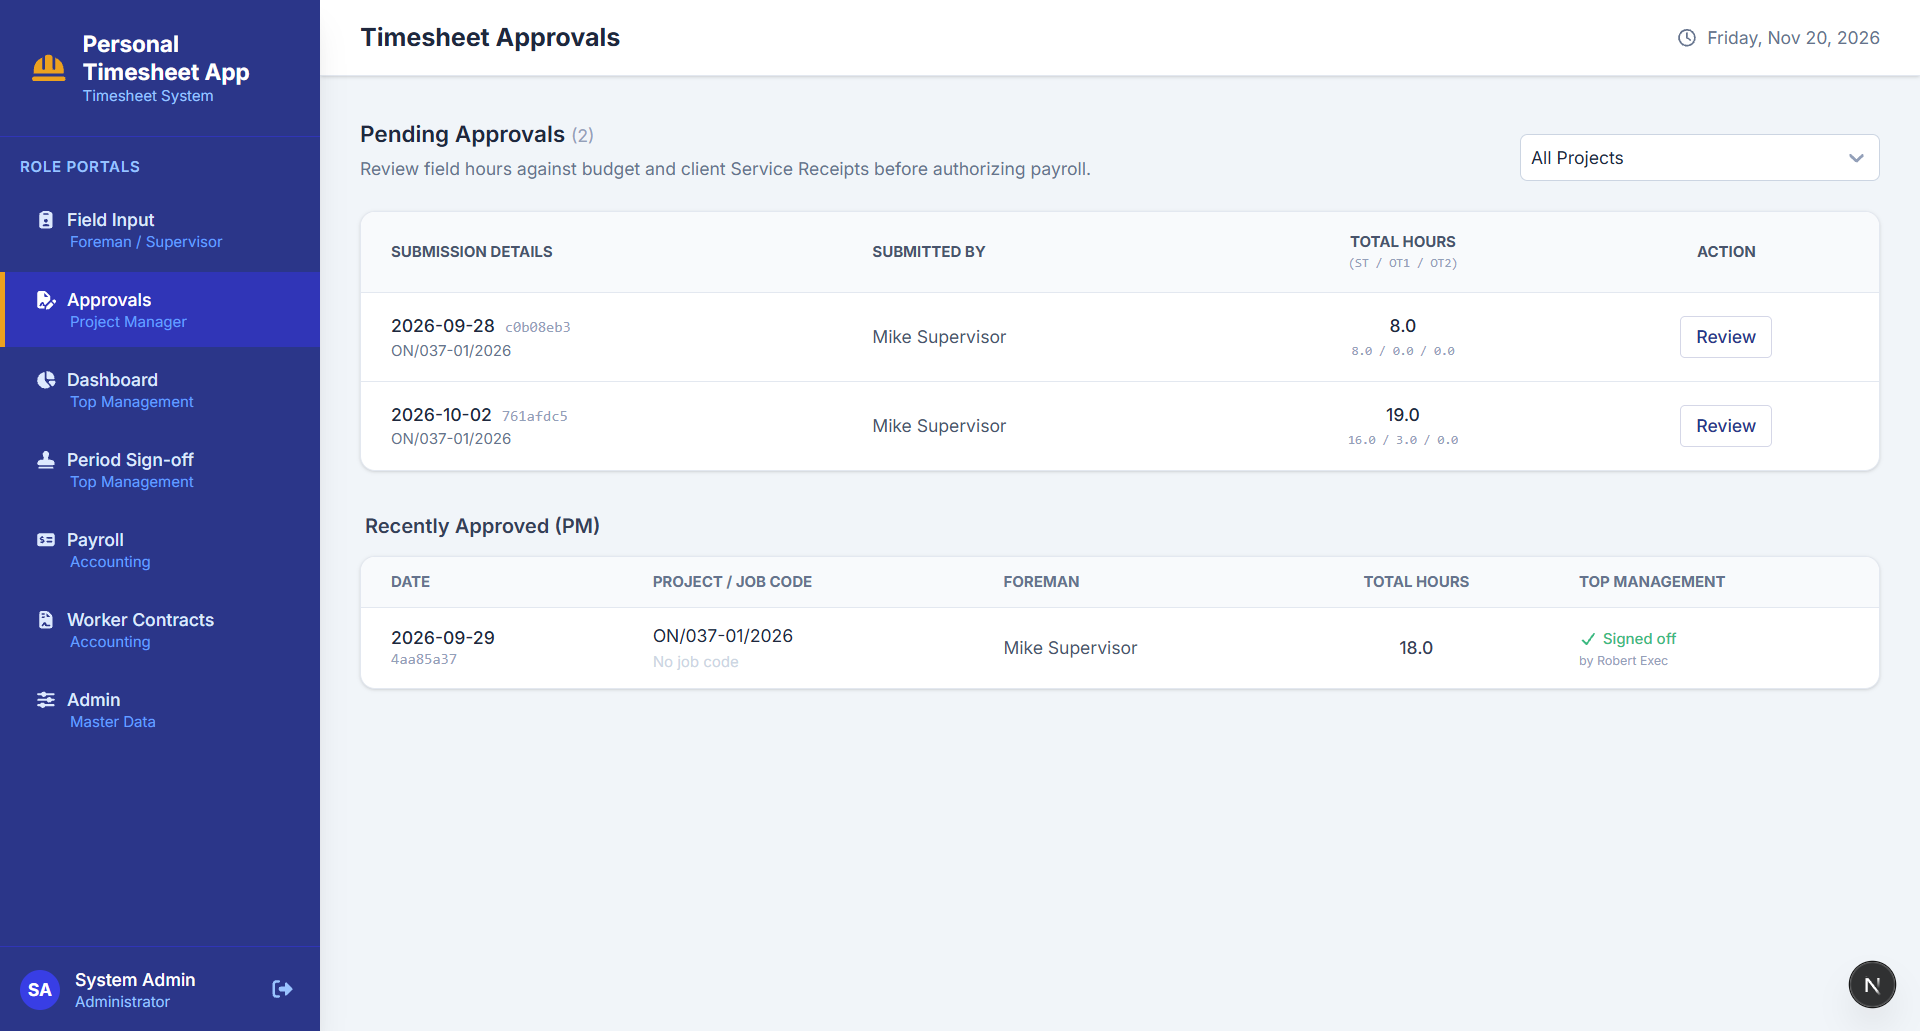 Personal
Timesheet App
Timesheet System
ROLE PORTALS
Field Input
Foreman / Supervisor
Approvals
Project Manager
Dashboard
Top Management
Period Sign-off
Top Management
Payroll
Accounting
Worker Contracts
Accounting
Admin
Master Data
SA
System Admin
Administrator
Timesheet Approvals
Friday, Nov 20, 2026
Pending Approvals (2)
Review field hours against budget and client Service Receipts before authorizing payroll.
All Projects
SUBMISSION DETAILS
SUBMITTED BY
TOTAL HOURS
(ST / OT1 / OT2)
ACTION
2026-09-28 c0b08eb3
ON/037-01/2026
Mike Supervisor
8.0
8.0 / 0.0 / 0.0
Review
2026-10-02 761afdc5
ON/037-01/2026
Mike Supervisor
19.0
16.0 / 3.0 / 0.0
Review
Recently Approved (PM)
DATE
PROJECT / JOB CODE
FOREMAN
TOTAL HOURS
TOP MANAGEMENT
2026-09-29
4aa85a37
ON/037-01/2026
No job code
Mike Supervisor
18.0
Signed off
by Robert Exec
N